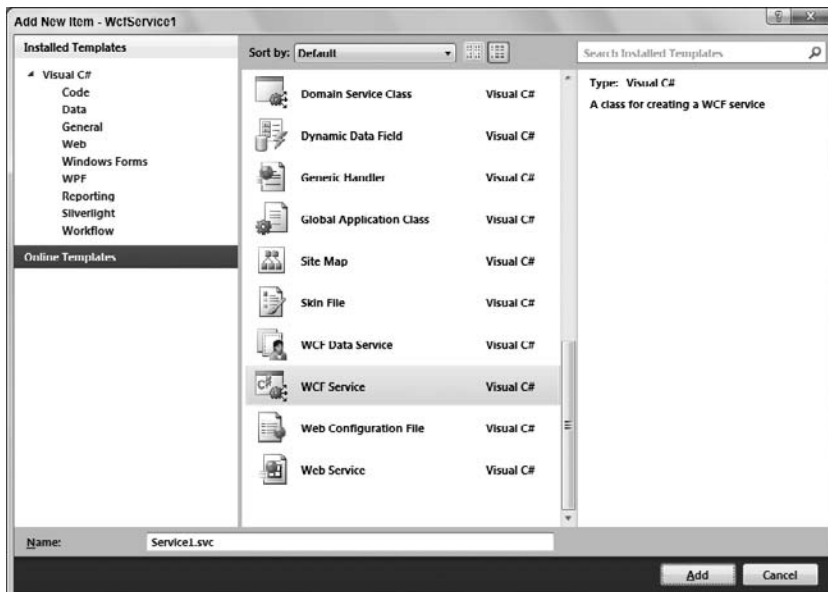 Add New Item - WcfService1
Installed Templates
Visual C#
Code
Data
General
Web
Windows Forms
WPF
Reporting
Silverlight
Workflow
Online Templates
Sort by: Default
Domain Service Class Visual C#
Dynamic Data Field Visual C#
Generic Handler Visual C#
Global Application Class Visual C#
Site Map Visual C#
Skin File Visual C#
WCF Data Service Visual C#
WCF Service Visual C#
Web Configuration File Visual C#
Web Service Visual C#
Search Installed Templates
Type: Visual C#
A class for creating a WCF service
Name: Service1.svc
Add Cancel